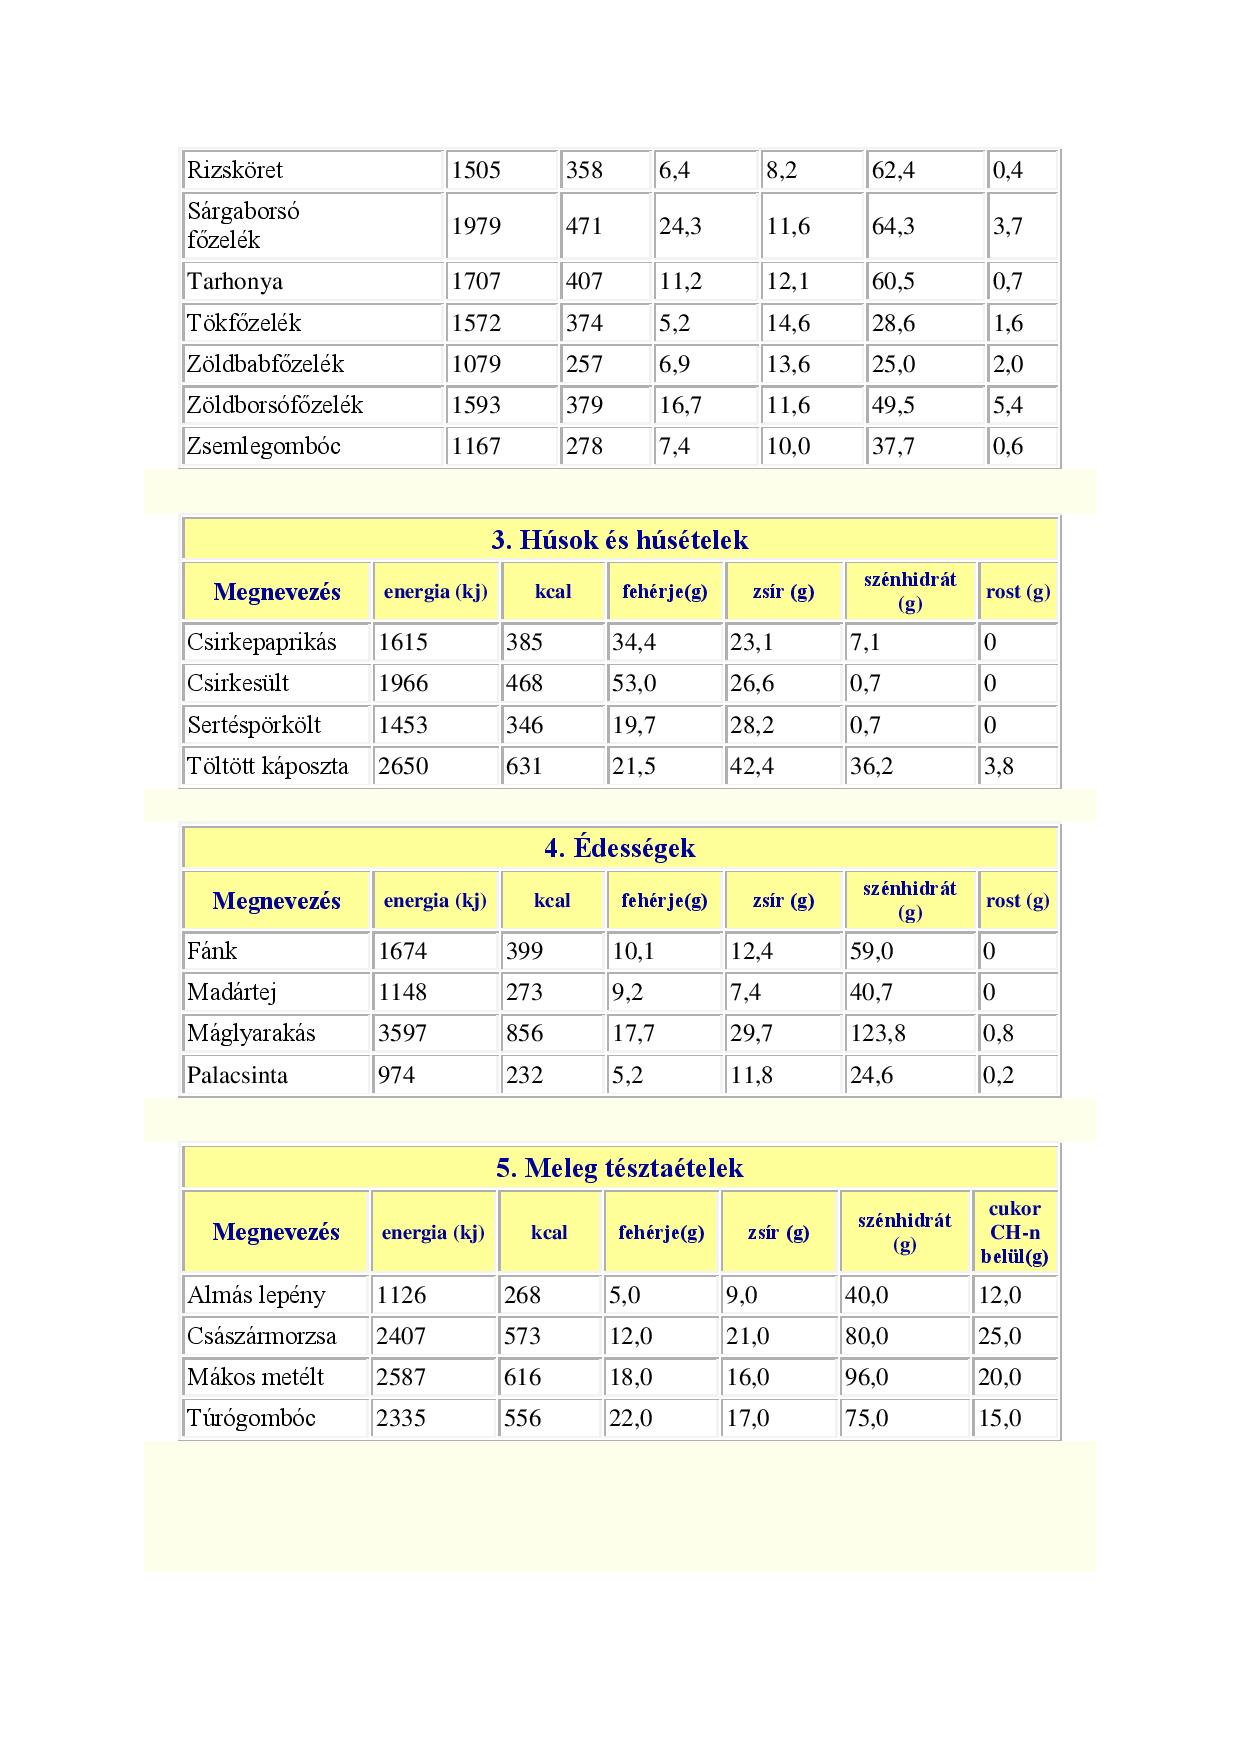 Rizsköret 1505 358 6,4 8,2 62,4 0,4
Sárgaborsó
főzelék 1979 471 24,3 11,6 64,3 3,7
Tarhonya 1707 407 11,2 12,1 60,5 0,7
Tökfőzelék 1572 374 5,2 14,6 28,6 1,6
Zöldbabfőzelék 1079 257 6,9 13,6 25,0 2,0
Zöldborsófőzelék 1593 379 16,7 11,6 49,5 5,4
Zsemlegombóc 1167 278 7,4 10,0 37,7 0,6
3. Húsok és húsételek
Megnevezés energia (kj) kcal fehérje(g) zsír (g) szénhidrát (g) rost (g)
Csirkepaprikás 1615 385 34,4 23,1 7,1 0
Csirkesült 1966 468 53,0 26,6 0,7 0
Sertéspörkölt 1453 346 19,7 28,2 0,7 0
Töltött káposzta 2650 631 21,5 42,4 36,2 3,8
4. Édességek
Megnevezés energia (kj) kcal fehérje(g) zsír (g) szénhidrát (g) rost (g)
Fánk 1674 399 10,1 12,4 59,0 0
Madártej 1148 273 9,2 7,4 40,7 0
Máglyarakás 3597 856 17,7 29,7 123,8 0,8
Palacsinta 974 232 5,2 11,8 24,6 0,2
5. Meleg tésztaételek
Megnevezés energia (kj) kcal fehérje(g) zsír (g) szénhidrát (g) cukor CH-n belül(g)
Almás lepény 1126 268 5,0 9,0 40,0 12,0
Császármorzsa 2407 573 12,0 21,0 80,0 25,0
Mákos metélt 2587 616 18,0 16,0 96,0 20,0
Túrógombóc 2335 556 22,0 17,0 75,0 15,0